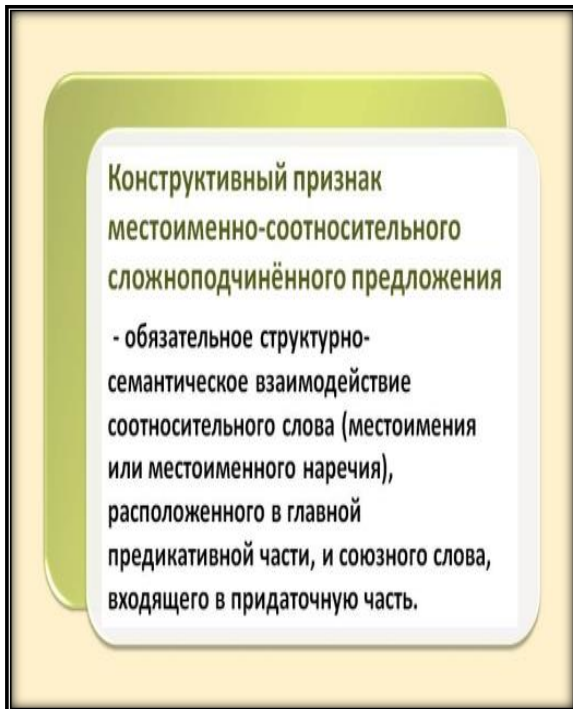 Конструктивный признак
местоименно-соотносительного
сложноподчинённого предложения
- обязательное структурно-
семантическое взаимодействие
соотносительного слова (местоимения
или местоименного наречия),
расположенного в главной
предикативной части, и союзного слова,
входящего в придаточную часть.